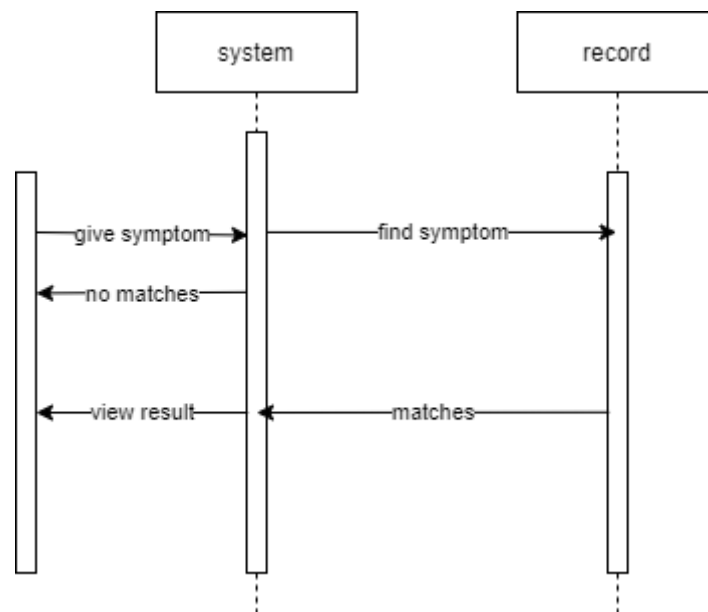 system
record
give symptom
find symptom
no matches
view result
matches